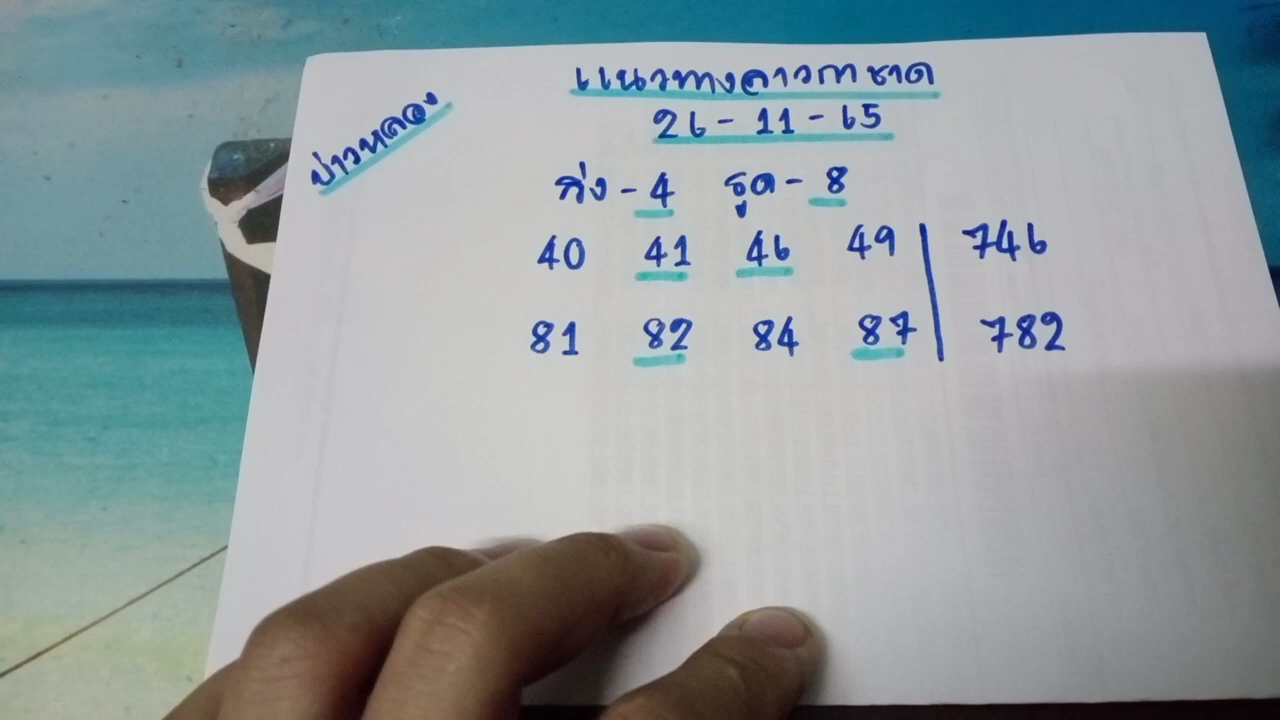 แนวทางลาวกาชาด
26-11-65
บ่าวหลอง
วิ่ง-4 รูด-8
40 41 46 49 746
81 82 84 87 782